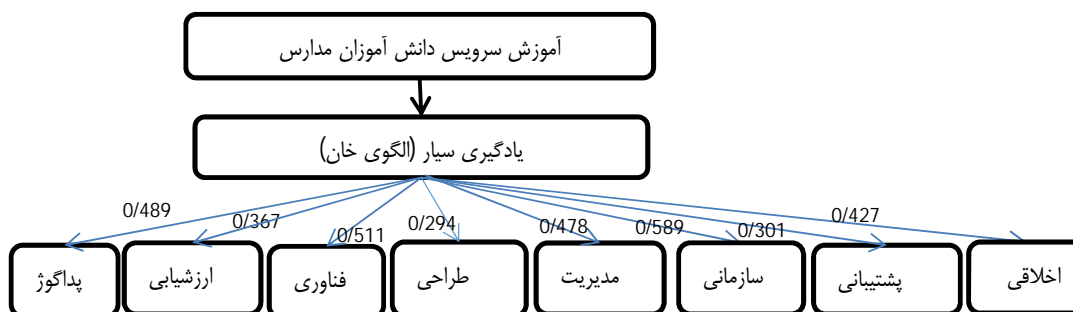 آموزش سرویس دانش آموزان مدارس
یادگیری سیار (الگوی خان)
0/489
0/367
0/511
0/294
0/478
0/589
0/301
0/427
اخلاقی
پشتیبانی
سازمانی
مدیریت
طراحی
فناوری
ارزشیابی
پداگوژ